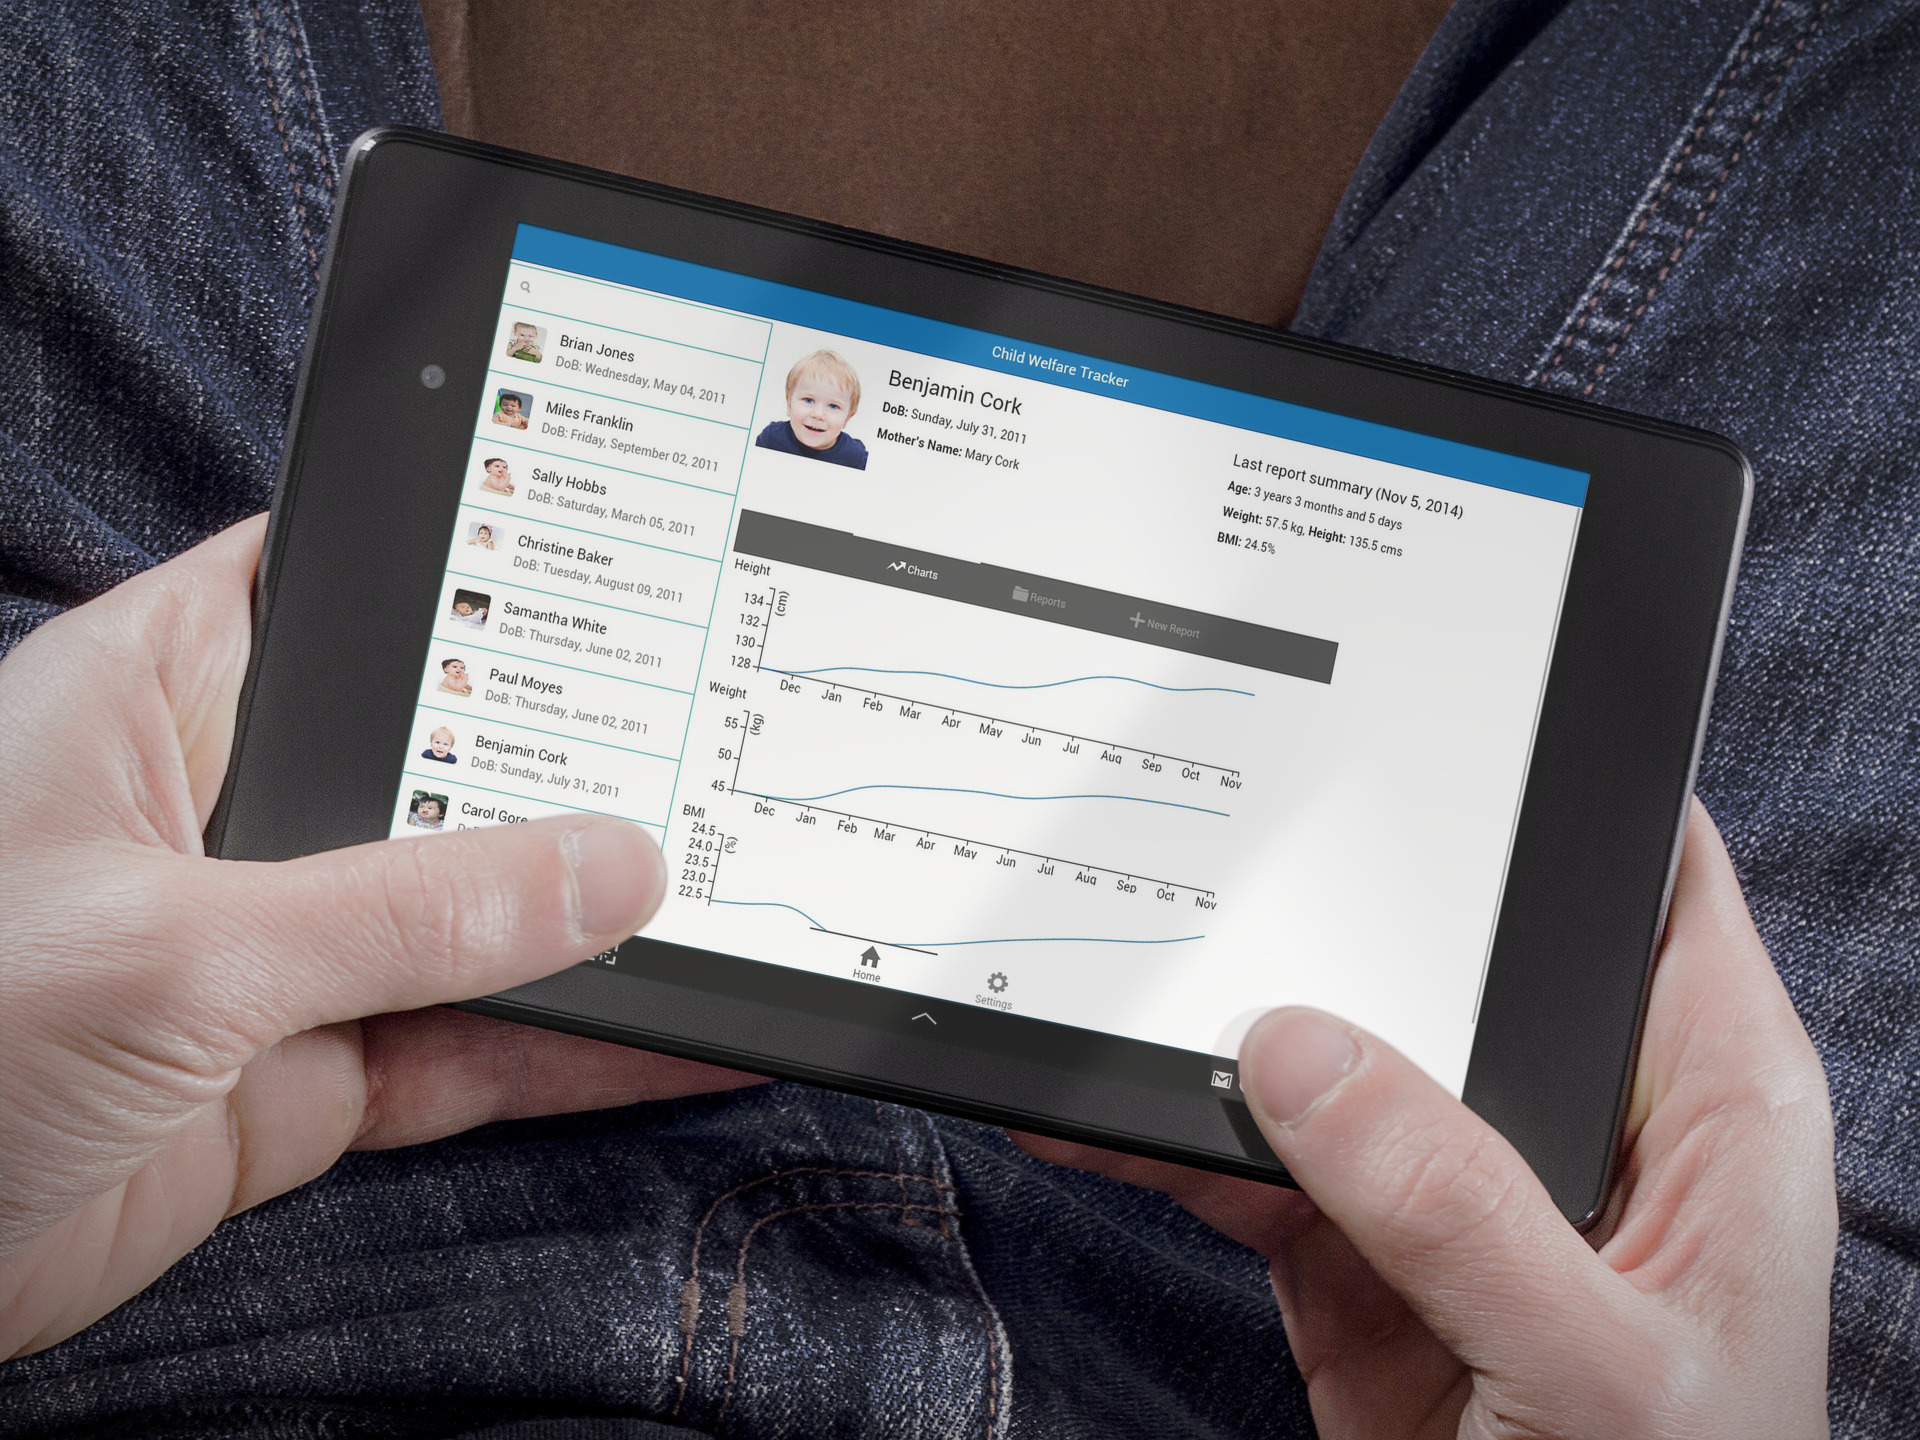 Child Welfare Tracker
Brian Jones
DoB: Wednesday, May 04, 2011
Miles Franklin
DoB: Friday, September 02, 2011
Sally Hobbs
DoB: Saturday, March 05, 2011
Christine Baker
DoB: Tuesday, August 09, 2011
Samantha White
DoB: Thursday, June 02, 2011
Paul Moyes
DoB: Thursday, June 02, 2011
Benjamin Cork
DoB: Sunday, July 31, 2011
Carol Gore
Benjamin Cork
DoB: Sunday, July 31, 2011
Mother's Name: Mary Cork
Last report summary (Nov 5, 2014)
Age: 3 years 3 months and 5 days
Weight: 57.5 kg, Height: 135.5 cms
BMI: 24.5%
Charts
Reports
New Report
Height
(cm)
134
132
130
128
Dec Jan Feb Mar Apr May Jun Jul Aug Sep Oct Nov
Weight
(kg)
55
50
45
Dec Jan Feb Mar Apr May Jun Jul Aug Sep Oct Nov
BMI
(%)
24.5
24.0
23.5
23.0
22.5
Home
Settings